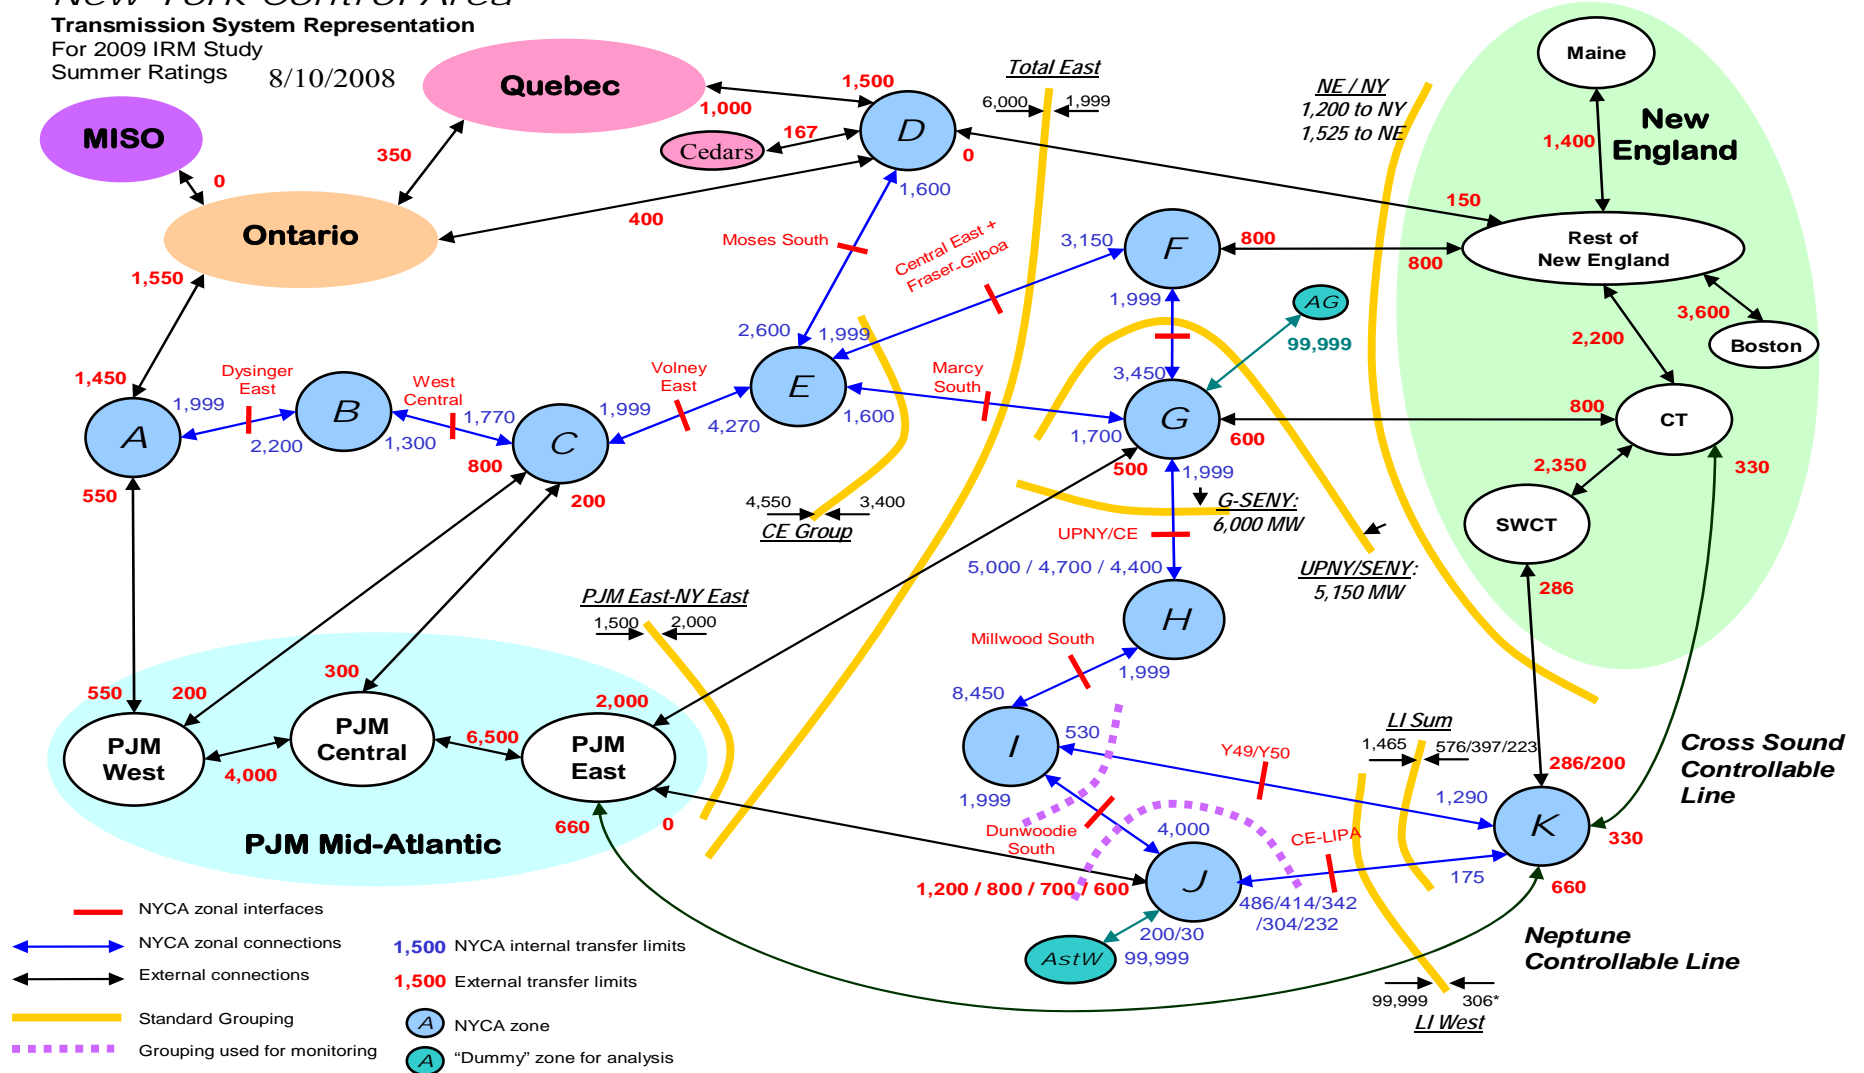 New York Control Area
Transmission System Representation
For 2009 IRM Study
Summer Ratings
8/10/2008
MISO
0
Quebec
1,000
1,500
Cedars
167
D
0
1,600
350
Ontario
400
1,550
Total East
6,000
1,999
NE / NY
1,200 to NY
1,525 to NE
Maine
1,400
New
England
150
Rest of
New England
3,600
Boston
2,200
Moses South
Central East +
Fraser-Gilboa
3,150
F
800
800
1,999
AG
99,999
2,600
1,999
E
1,600
Marcy
South
3,450
G
1,700
500
1,999
600
800
CT
330
2,350
SWCT
286
1,450
A
1,999
Dysinger
East
2,200
B
West
Central
1,770
1,300
C
800
200
1,999
Volney
East
4,270
550
4,550
3,400
CE Group
G-SENY:
6,000 MW
UPNY/CE
5,000 / 4,700 / 4,400
UPNY/SENY:
5,150 MW
H
Millwood South
1,999
PJM East-NY East
1,500
2,000
550
200
300
2,000
PJM
West
4,000
PJM
Central
6,500
PJM
East
660
0
PJM Mid-Atlantic
8,450
I
530
1,999
Y49/Y50
LI Sum
1,465
576/397/223
286/200
1,290
K
330
Cross Sound
Controllable
Line
Dunwoodie
South
4,000
CE-LIPA
J
1,200 / 800 / 700 / 600
486/414/342
/304/232
175
660
200/30
AstW
99,999
Neptune
Controllable Line
99,999
306*
LI West
NYCA zonal interfaces
NYCA zonal connections
External connections
Standard Grouping
Grouping used for monitoring
1,500 NYCA internal transfer limits
1,500 External transfer limits
A NYCA zone
A “Dummy” zone for analysis